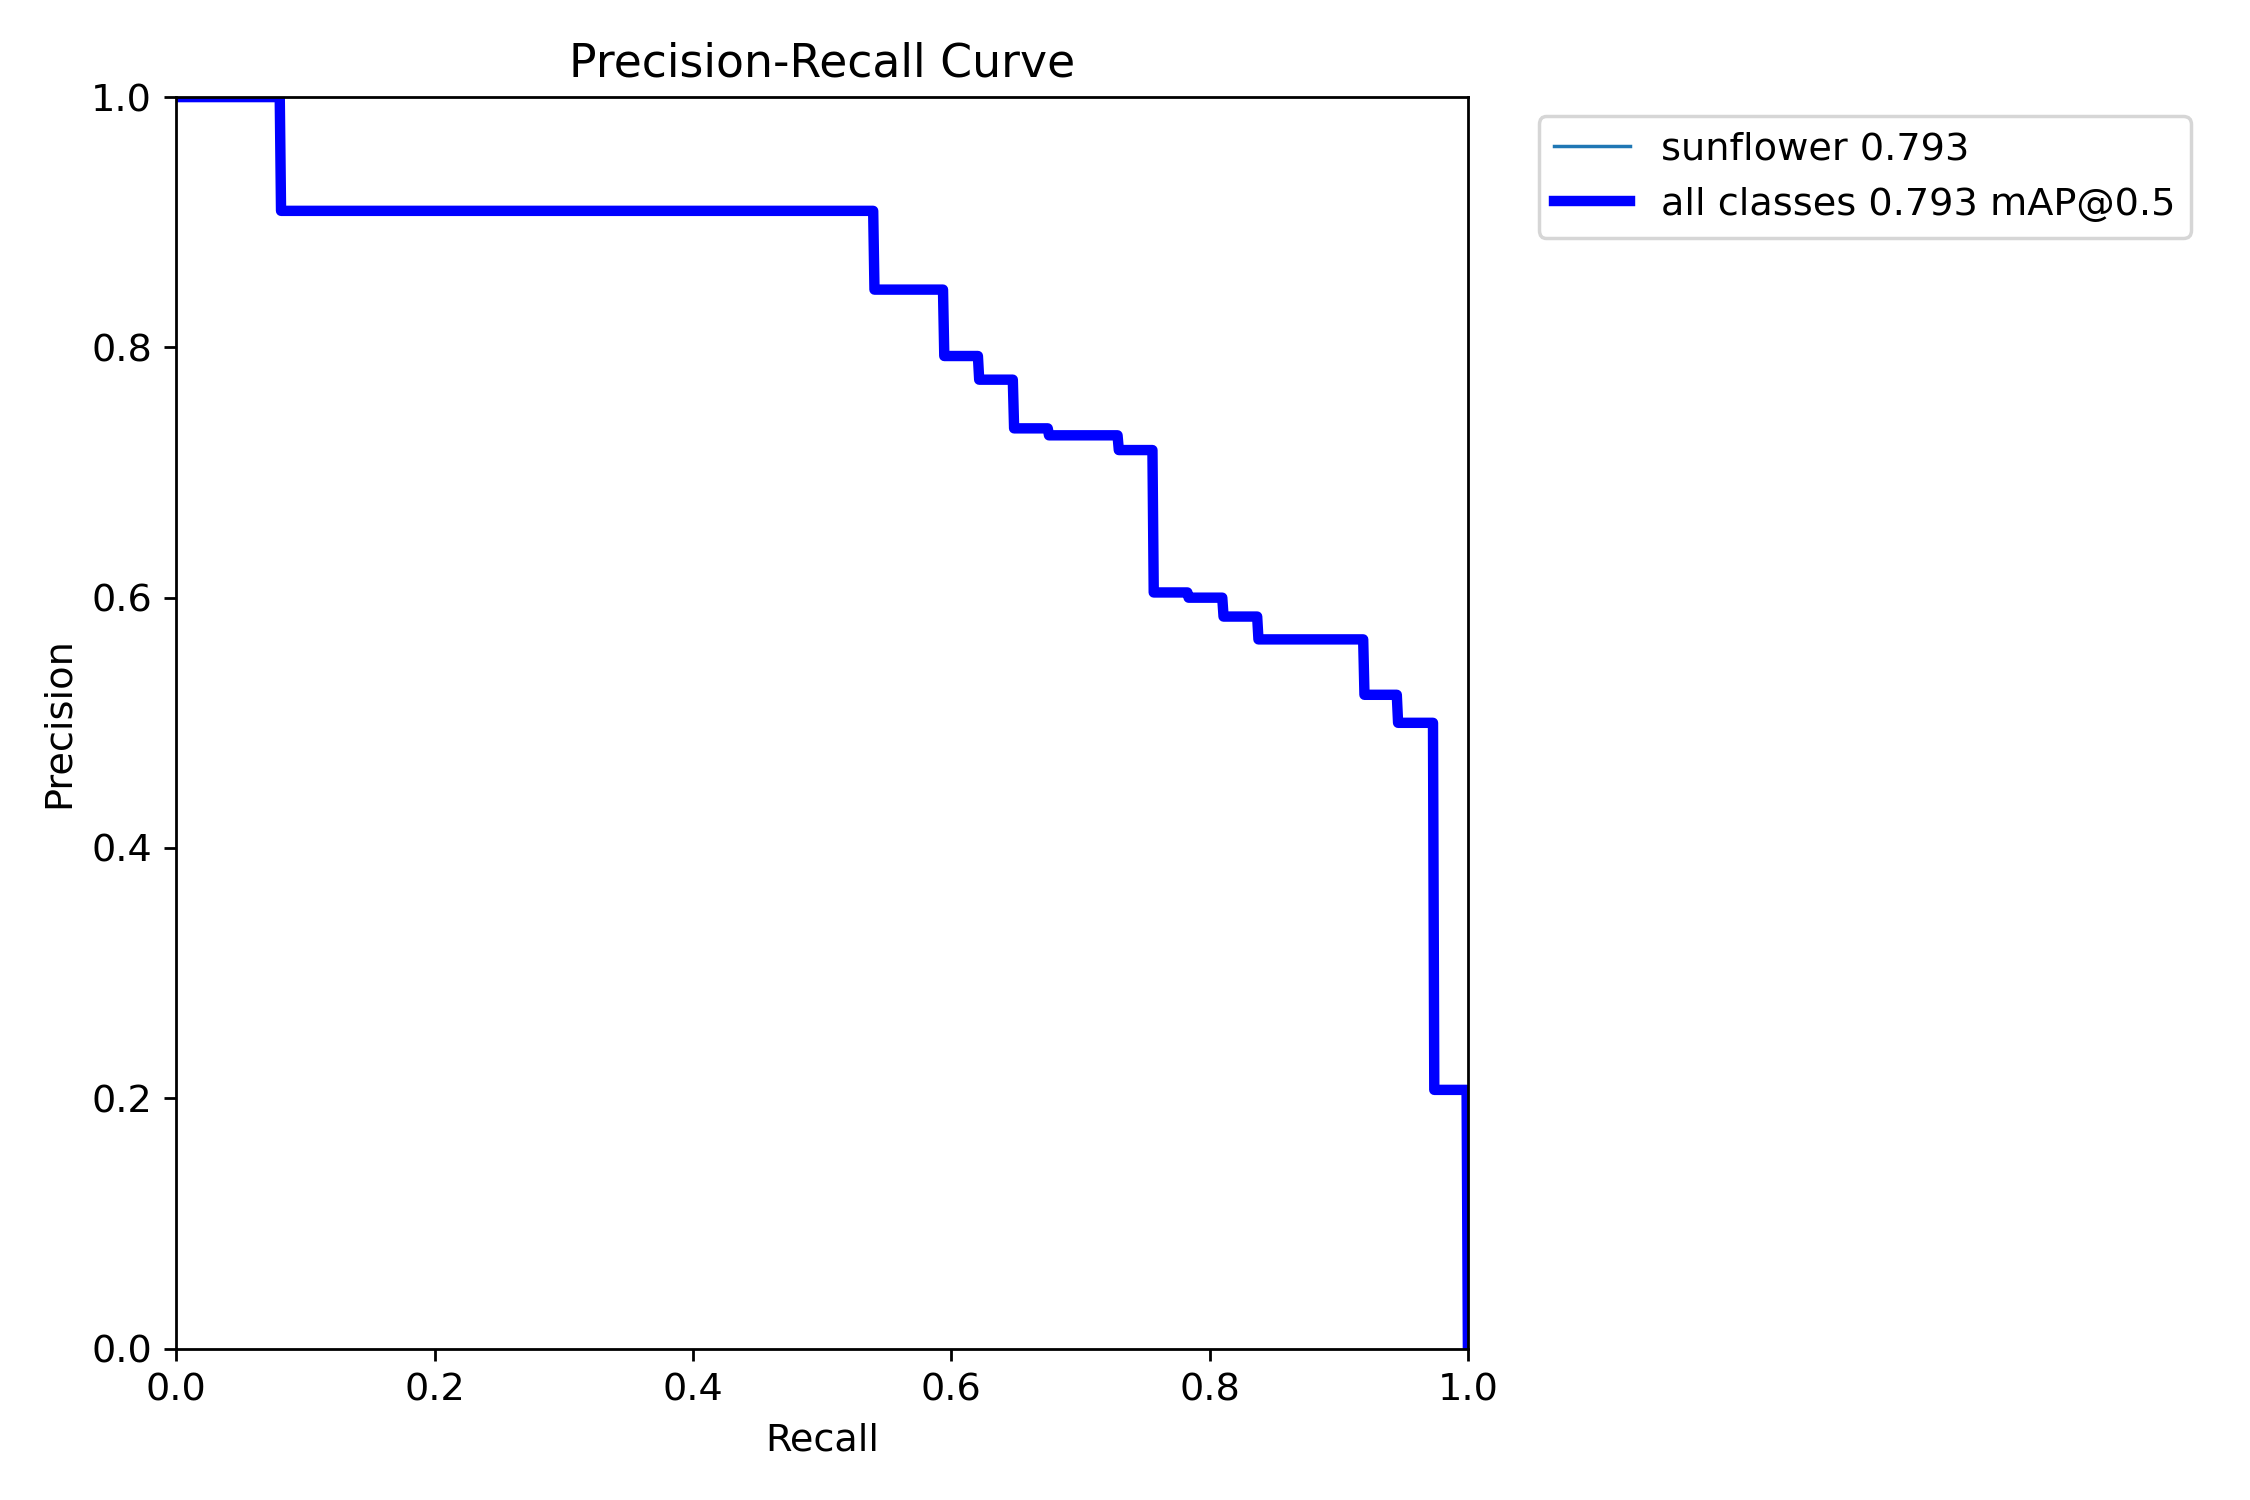 Precision-Recall Curve
sunflower 0.793
all classes 0.793 mAP@0.5
1.0
0.8
0.6
0.4
0.2
0.0
Precision
0.0 0.2 0.4 0.6 0.8 1.0
Recall